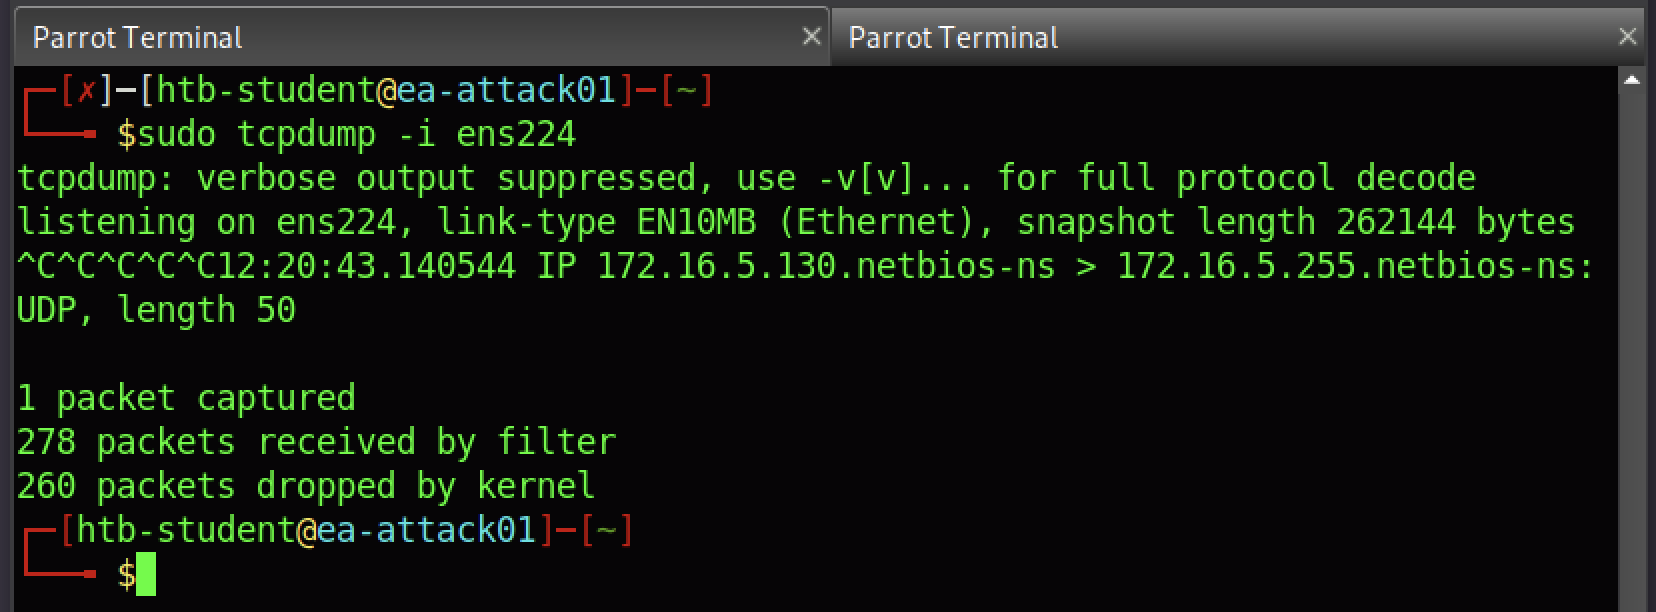 Parrot Terminal × Parrot Terminal ×
┌─[✗]─[htb-student@ea-attack01]─[~]
└──╼ $sudo tcpdump -i ens224
tcpdump: verbose output suppressed, use -v[v]... for full protocol decode
listening on ens224, link-type EN10MB (Ethernet), snapshot length 262144 bytes
^C^C^C^C^C12:20:43.140544 IP 172.16.5.130.netbios-ns > 172.16.5.255.netbios-ns:
UDP, length 50
1 packet captured
278 packets received by filter
260 packets dropped by kernel
┌─[htb-student@ea-attack01]─[~]
└──╼ $